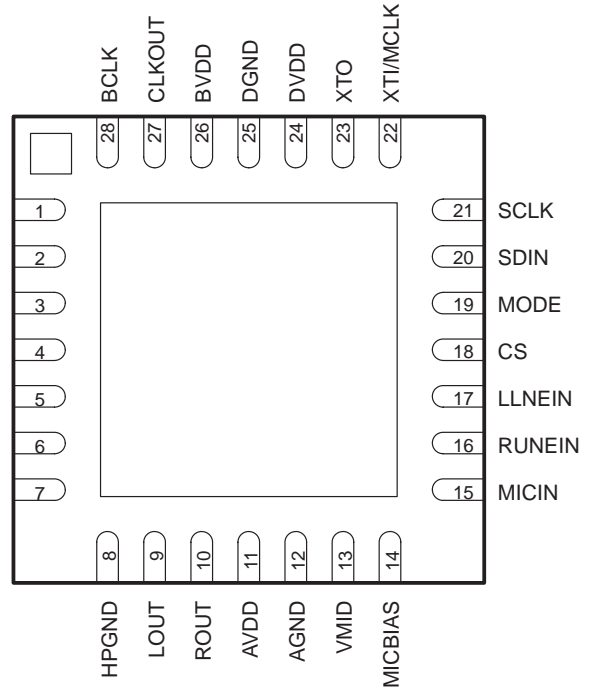 BCLK
CLKOUT
BVDD
DGND
DVDD
XTO
XTI/MCLK
28
27
26
25
24
23
22
1
21 SCLK
2
20 SDIN
3
19 MODE
4
18 CS
5
17 LLNEIN
6
16 RUNEIN
7
15 MICIN
8
9
10
11
12
13
14
HPGND
LOUT
ROUT
AVDD
AGND
VMID
MICBIAS